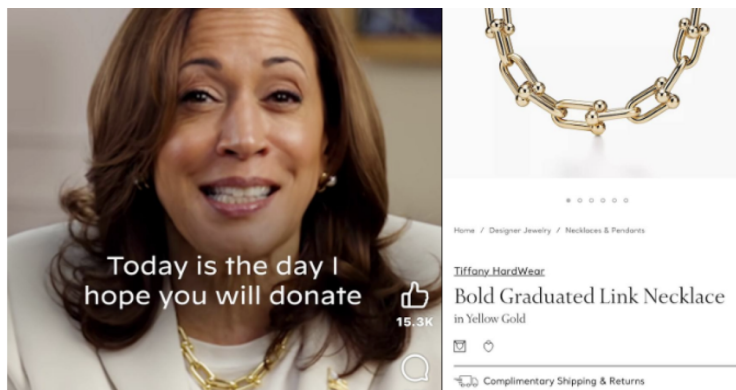 Today is the day I
hope you will donate
15.3K
Home / Designer Jewelry / Necklaces & Pendants
Tiffany HardWear
Bold Graduated Link Necklace
in Yellow Gold
Complimentary Shipping & Returns